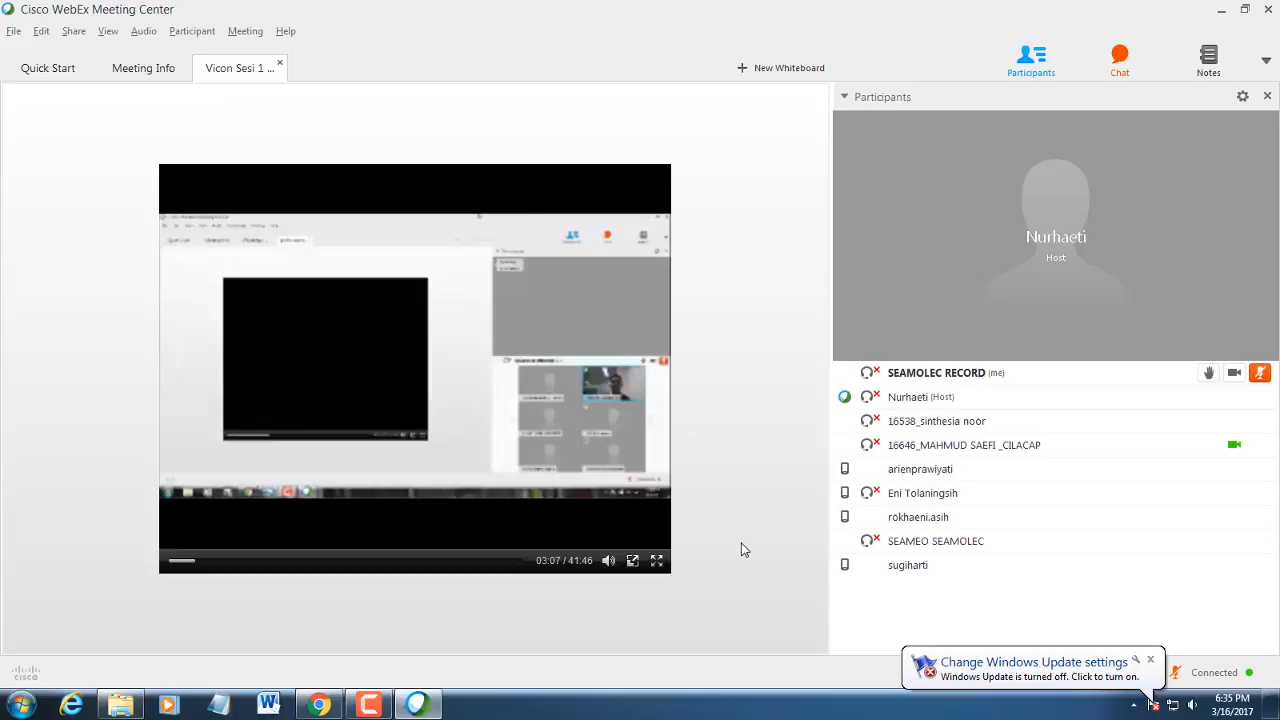 Cisco WebEx Meeting Center
File Edit Share View Audio Participant Meeting Help
Quick Start Meeting Info Vicon Sesi 1 ... New Whiteboard
Participants Chat Notes
Participants
Nurhaeti
Host
SEAMOLEC RECORD (me)
Nurhaeti (Host)
16538_sinthesia noor
16646_MAHMUD SAEFI _CILACAP
arienprawiyati
Eni Tolaningsih
rokhaeni.asih
SEAMEO SEAMOLEC
sugiharti
03:07 / 41:46
Change Windows Update settings
Windows Update is turned off. Click to turn on.
cisco
Connected
6:35 PM
3/16/2017